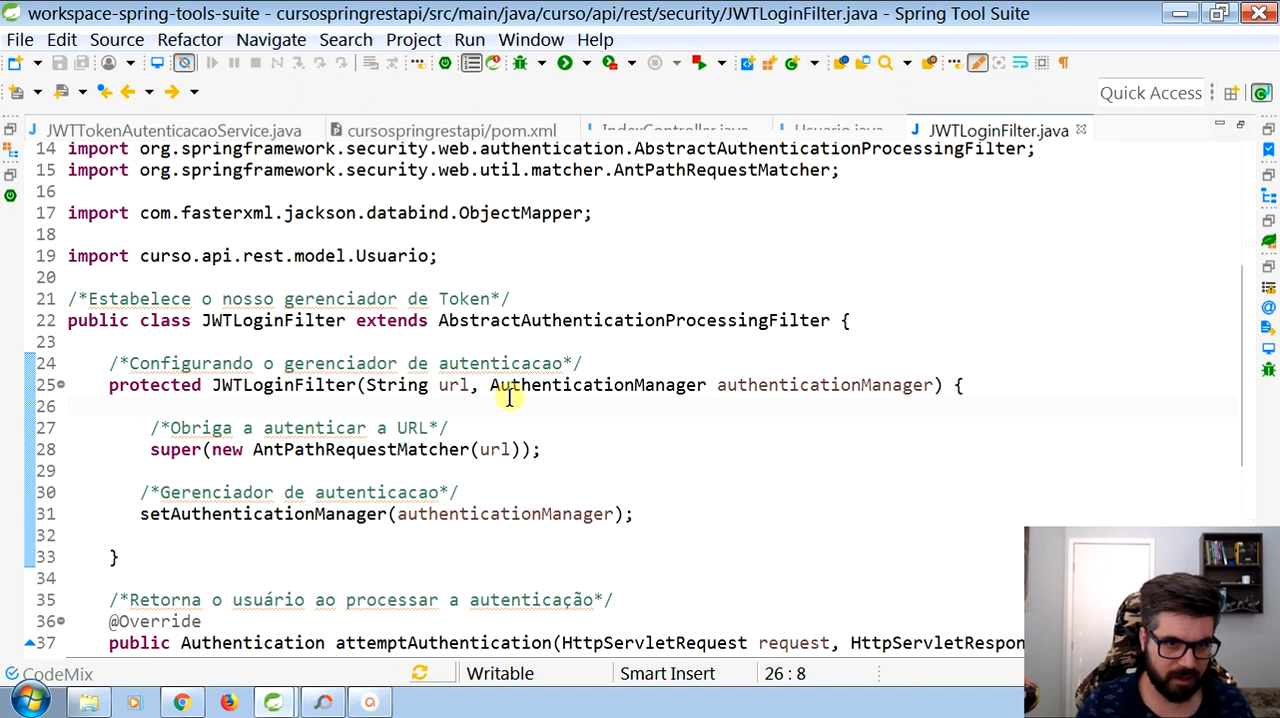 workspace-spring-tools-suite - cursospringrestapi/src/main/java/curso/api/rest/security/JWTLoginFilter.java - Spring Tool Suite
File Edit Source Refactor Navigate Search Project Run Window Help
Quick Access
JWTTokenAutenticacaoService.java cursospringrestapi/pom.xml IndexController.java Usuario.java JWTLoginFilter.java
14 import org.springframework.security.web.authentication.AbstractAuthenticationProcessingFilter;
15 import org.springframework.security.web.util.matcher.AntPathRequestMatcher;
16
17 import com.fasterxml.jackson.databind.ObjectMapper;
18
19 import curso.api.rest.model.Usuario;
20
21 /*Estabelece o nosso gerenciador de Token*/
22 public class JWTLoginFilter extends AbstractAuthenticationProcessingFilter {
23
24 /*Configurando o gerenciador de autenticacao*/
25 protected JWTLoginFilter(String url, AuthenticationManager authenticationManager) {
26
27 /*Obriga a autenticar a URL*/
28 super(new AntPathRequestMatcher(url));
29
30 /*Gerenciador de autenticacao*/
31 setAuthenticationManager(authenticationManager);
32
33 }
34
35 /*Retorna o usuário ao processar a autenticação*/
36 @Override
37 public Authentication attemptAuthentication(HttpServletRequest request, HttpServletRespon
CodeMix Writable Smart Insert 26 : 8